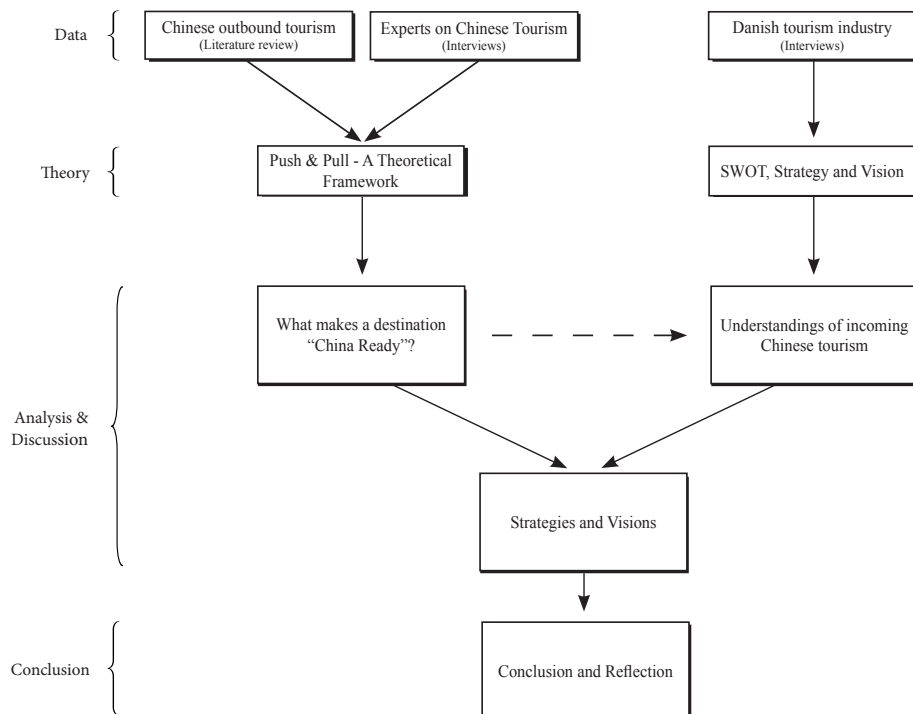 Data
Chinese outbound tourism
(Literature review)
Experts on Chinese Tourism
(Interviews)
Danish tourism industry
(Interviews)
Theory
Push & Pull - A Theoretical
Framework
SWOT, Strategy and Vision
Analysis &
Discussion
What makes a destination
“China Ready”?
Understandings of incoming
Chinese tourism
Strategies and Visions
Conclusion
Conclusion and Reflection